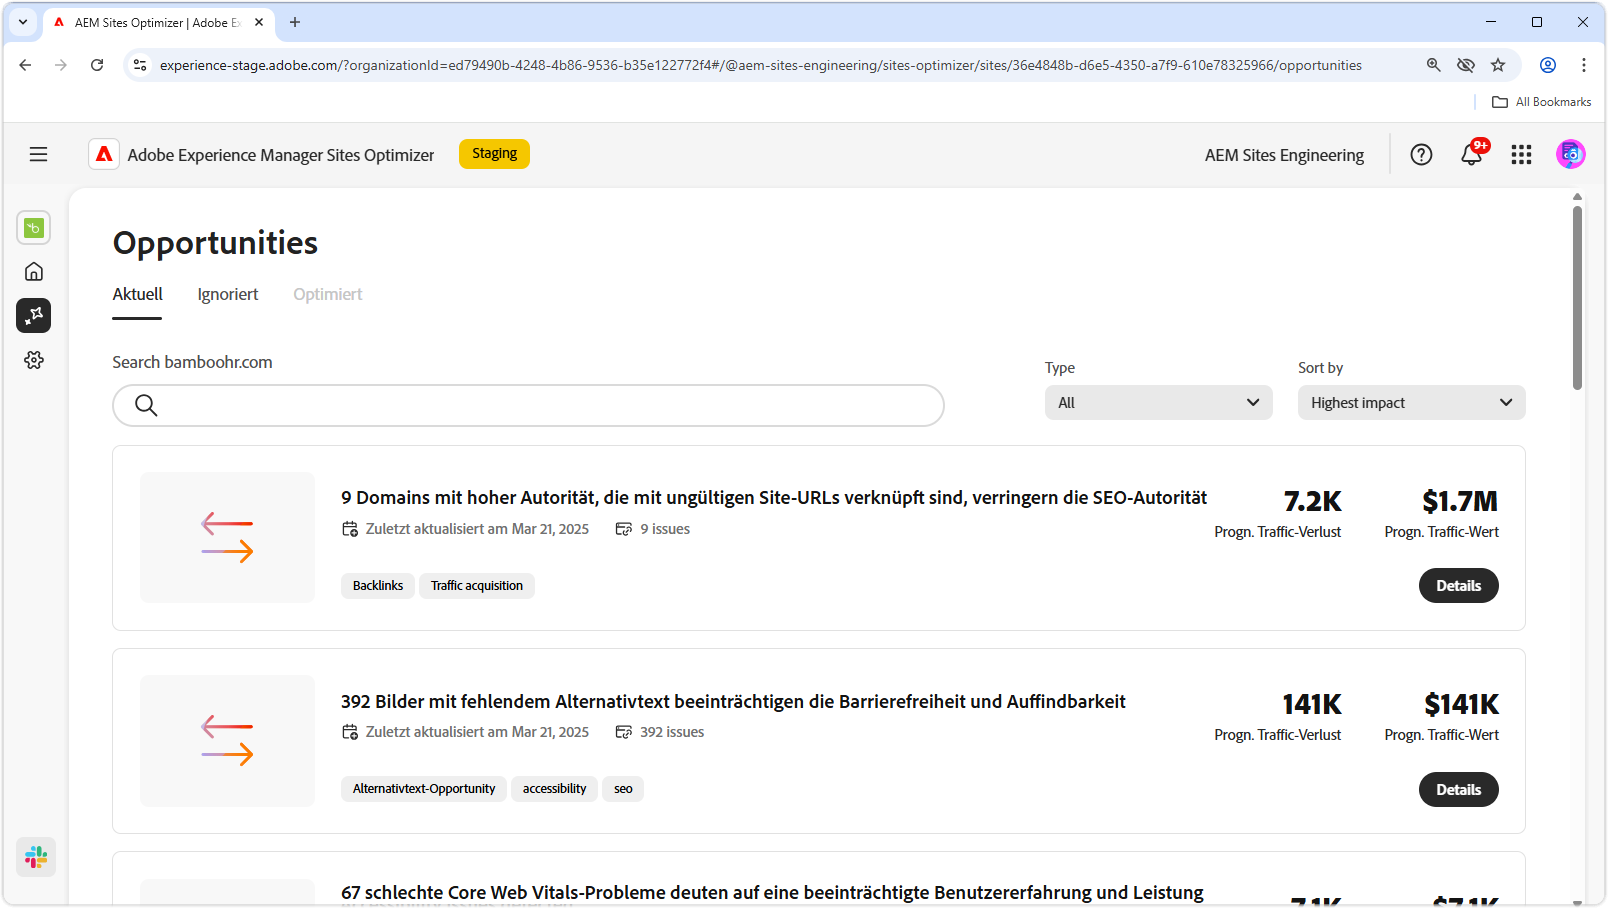 AEM Sites Optimizer | Adobe Ex
experience-stage.adobe.com/?organizationId=ed79490b-4248-4b86-9536-b35e122772f4#/@aem-sites-engineering/sites-optimizer/sites/36e4848b-d6e5-4350-a7f9-610e78325966/opportunities
All Bookmarks
Adobe Experience Manager Sites Optimizer
Staging
AEM Sites Engineering
9+
Opportunities
Aktuell
Ignoriert
Optimiert
Search bamboohr.com
Type
All
Sort by
Highest impact
9 Domains mit hoher Autorität, die mit ungültigen Site-URLs verknüpft sind, verringern die SEO-Autorität
Zuletzt aktualisiert am Mar 21, 2025
9 issues
Backlinks
Traffic acquisition
7.2K
Progn. Traffic-Verlust
$1.7M
Progn. Traffic-Wert
Details
392 Bilder mit fehlendem Alternativtext beeinträchtigen die Barrierefreiheit und Auffindbarkeit
Zuletzt aktualisiert am Mar 21, 2025
392 issues
Alternativtext-Opportunity
accessibility
seo
141K
Progn. Traffic-Verlust
$141K
Progn. Traffic-Wert
Details
67 schlechte Core Web Vitals-Probleme deuten auf eine beeinträchtigte Benutzererfahrung und Leistung
7.1K
$7.1K